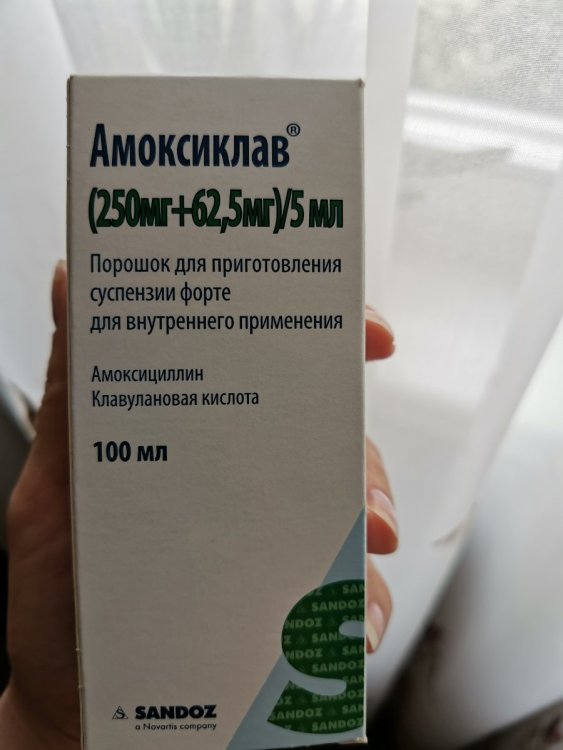 Амоксиклав®
(250мг+62,5мг)/5 мл
Порошок для приготовления
суспензии форте
для внутреннего применения
Амоксициллин
Клавулановая кислота
100 мл
SANDOZ
a Novartis company